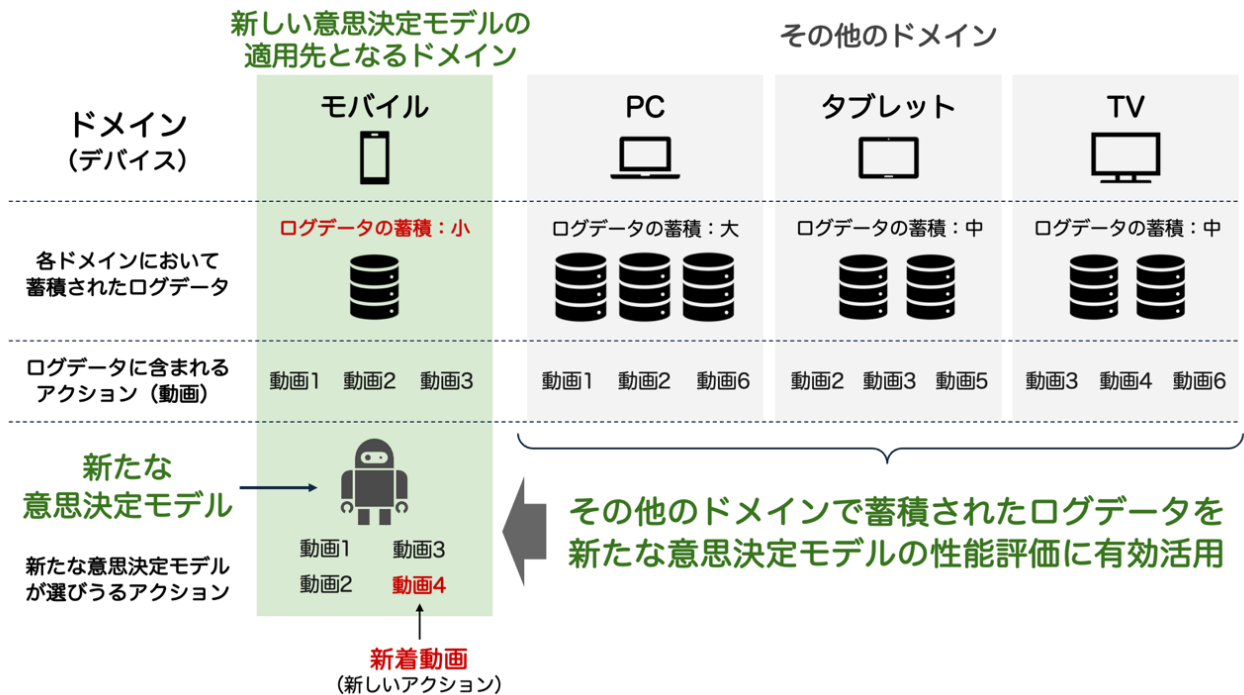 新しい意思決定モデルの
適用先となるドメイン
その他のドメイン
ドメイン
（デバイス）
モバイル
PC
タブレット
TV
各ドメインにおいて
蓄積されたログデータ
ログデータの蓄積：小
ログデータの蓄積：大
ログデータの蓄積：中
ログデータの蓄積：中
ログデータに含まれる
アクション（動画）
動画1 動画2 動画3
動画1 動画2 動画6
動画2 動画3 動画5
動画3 動画4 動画6
新たな
意思決定モデル
その他のドメインで蓄積されたログデータを
新たな意思決定モデルの性能評価に有効活用
新たな意思決定モデル
が選びうるアクション
動画1 動画3
動画2 動画4
新着動画
（新しいアクション）